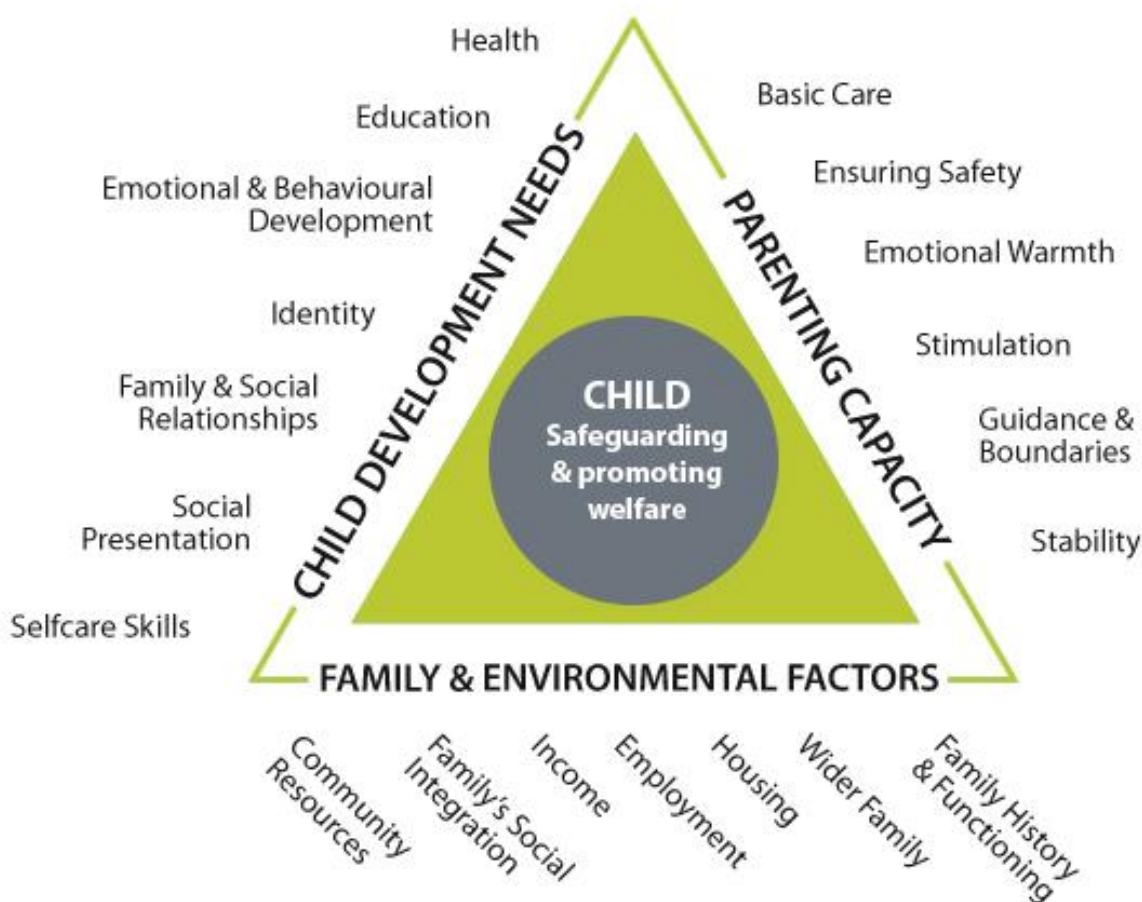 Health
Education
Emotional & Behavioural
Development
Identity
Family & Social
Relationships
Social
Presentation
Selfcare Skills
CHILD DEVELOPMENT NEEDS
Basic Care
Ensuring Safety
Emotional Warmth
Stimulation
Guidance &
Boundaries
Stability
PARENTING CAPACITY
CHILD
Safeguarding
& promoting
welfare
FAMILY & ENVIRONMENTAL FACTORS
Community
Resources
Family's Social
Integration
Income
Employment
Housing
Wider Family
Family History
& Functioning